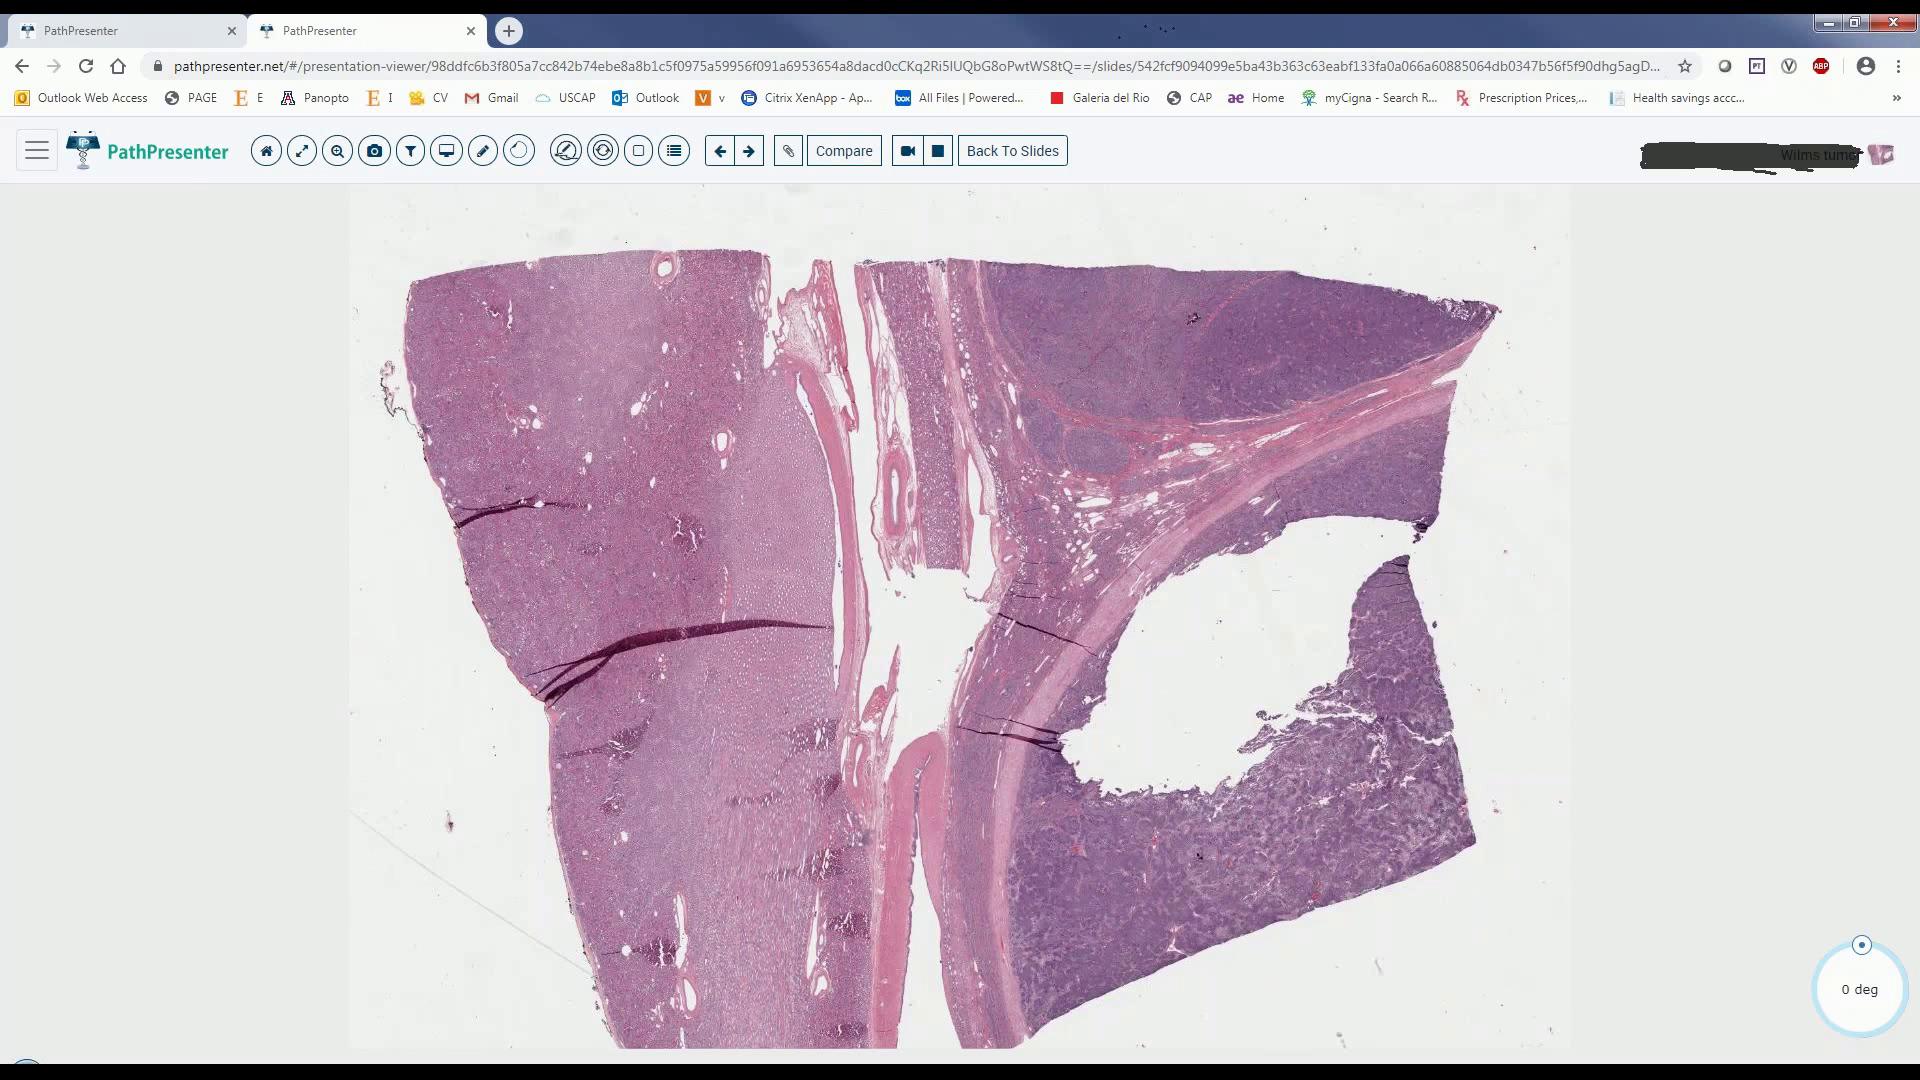 PathPresenter
PathPresenter
pathpresenter.net/#/presentation-viewer/98ddfc6b3f805a7cc842b74ebe8a8b1c5f0975a59956f091a6953654a8dacd0cCKq2Ri5IUQbG8oPwtWS8tQ==/slides/542fcf9094099e5ba43b363c63eabf133fa0a066a60885064db0347b56f5f90dhg5agD...
Outlook Web Access PAGE E Panopto I CV Gmail USCAP Outlook v Citrix XenApp - Ap... All Files | Powered... Galeria del Rio CAP Home myCigna - Search R... Prescription Prices,... Health savings accc...
PathPresenter Compare Back To Slides Wilms tumo
0 deg